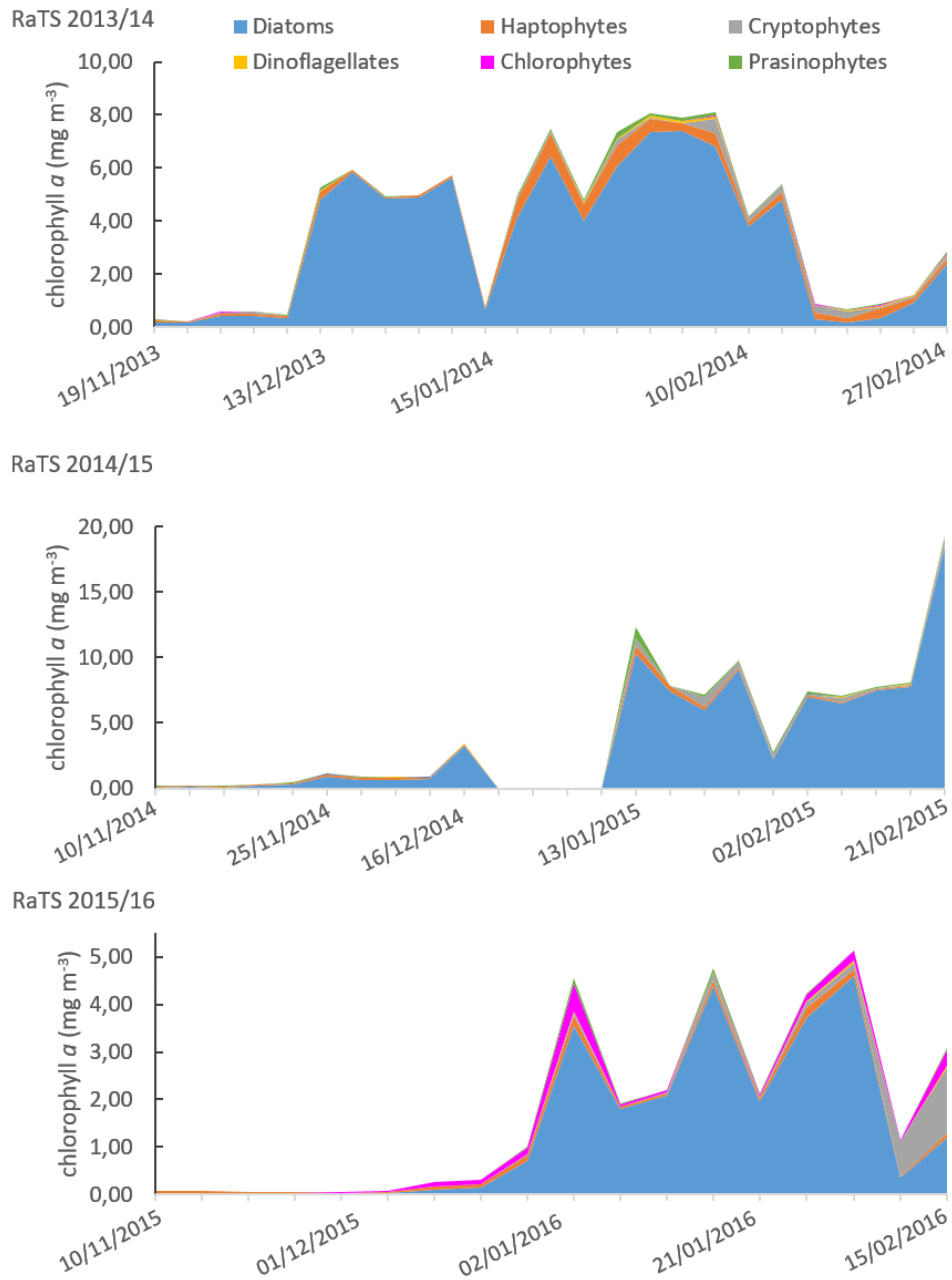 RaTS 2013/14
Diatoms Haptophytes Cryptophytes
Dinoflagellates Chlorophytes Prasinophytes
chlorophyll a (mg m-3)
10,00
8,00
6,00
4,00
2,00
0,00
19/11/2013 13/12/2013 15/01/2014 10/02/2014 27/02/2014
RaTS 2014/15
chlorophyll a (mg m-3)
20,00
15,00
10,00
5,00
0,00
10/11/2014 25/11/2014 16/12/2014 13/01/2015 02/02/2015 21/02/2015
RaTS 2015/16
chlorophyll a (mg m-3)
5,00
4,00
3,00
2,00
1,00
0,00
10/11/2015 01/12/2015 02/01/2016 21/01/2016 15/02/2016